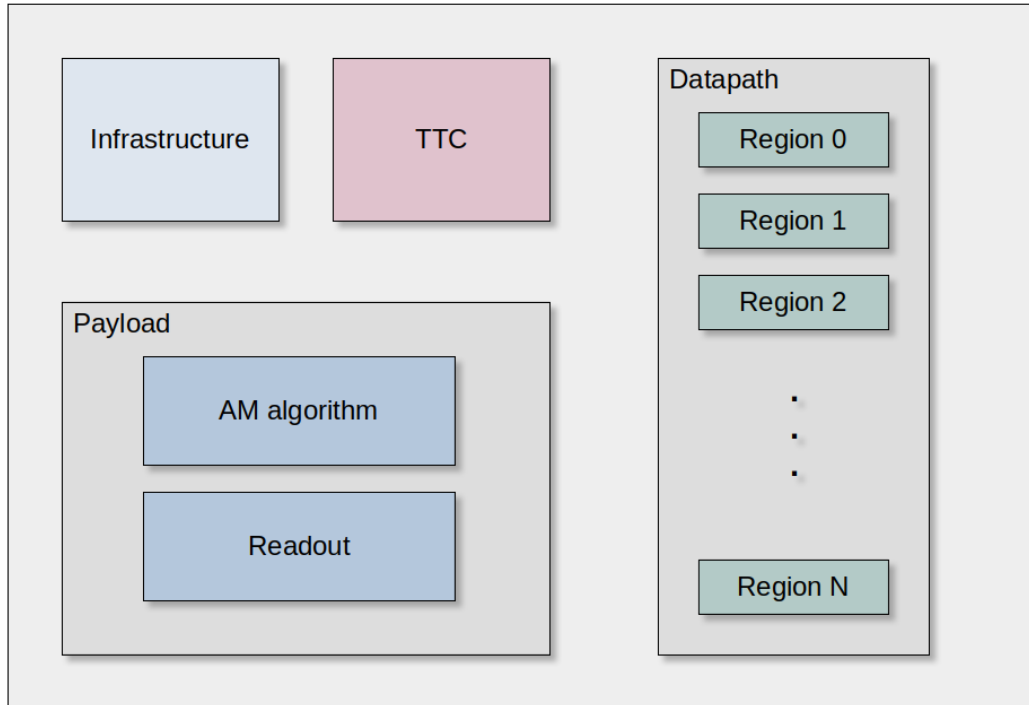 Infrastructure
TTC
Datapath
Region 0
Region 1
Region 2
.
.
.
Region N
Payload
AM algorithm
Readout